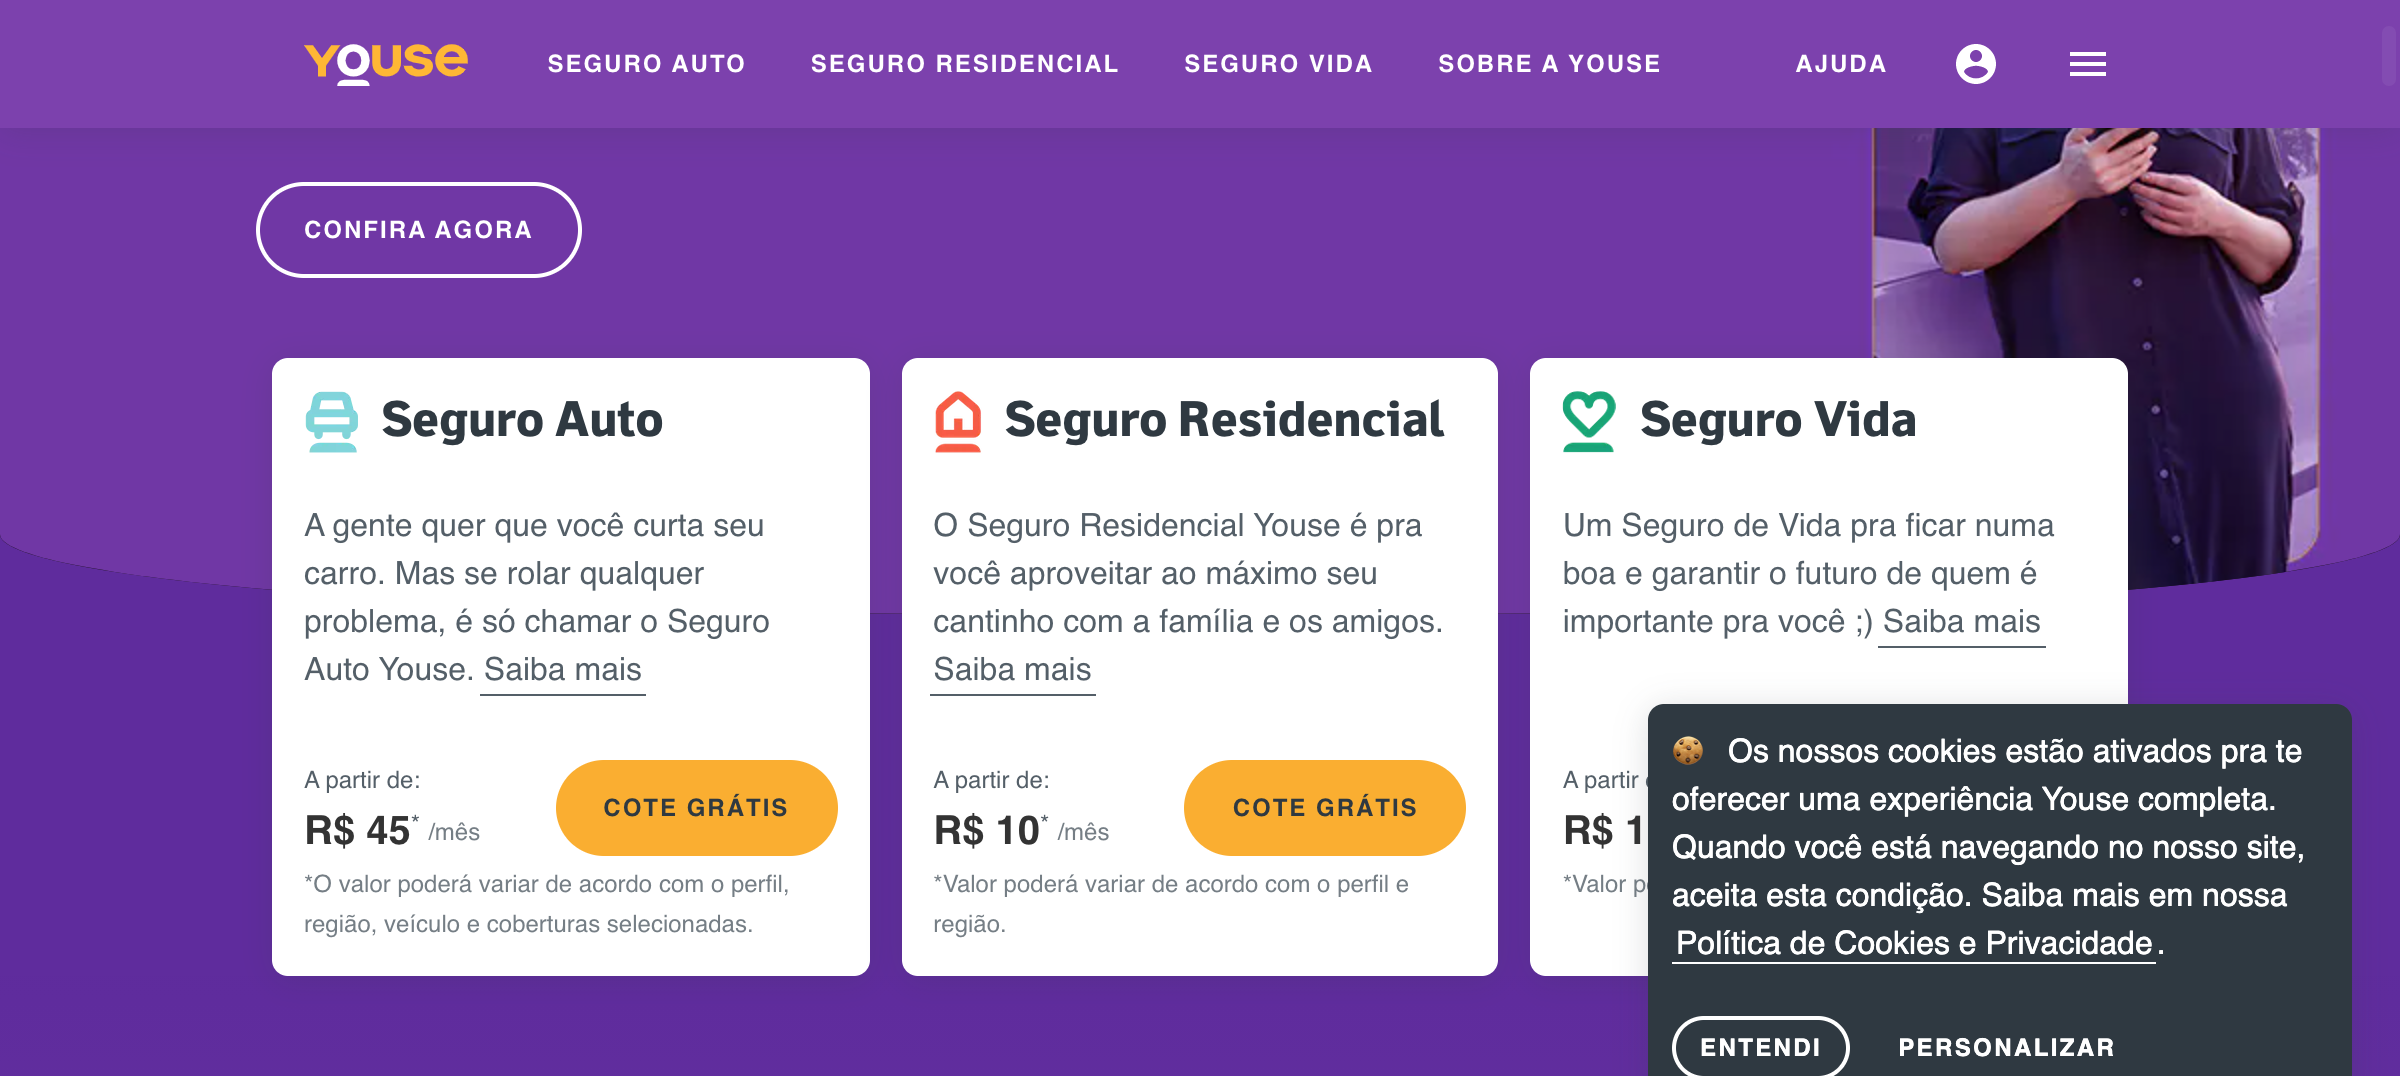 YOUSE
SEGURO AUTO
SEGURO RESIDENCIAL
SEGURO VIDA
SOBRE A YOUSE
AJUDA
CONFIRA AGORA
Seguro Auto
A gente quer que você curta seu
carro. Mas se rolar qualquer
problema, é só chamar o Seguro
Auto Youse. Saiba mais
A partir de:
R$ 45* /mês
COTE GRÁTIS
*O valor poderá variar de acordo com o perfil,
região, veículo e coberturas selecionadas.
Seguro Residencial
O Seguro Residencial Youse é pra
você aproveitar ao máximo seu
cantinho com a família e os amigos.
Saiba mais
A partir de:
R$ 10* /mês
COTE GRÁTIS
*Valor poderá variar de acordo com o perfil e
região.
Seguro Vida
Um Seguro de Vida pra ficar numa
boa e garantir o futuro de quem é
importante pra você ;) Saiba mais
A partir
R$ 1
*Valor
🍪 Os nossos cookies estão ativados pra te
oferecer uma experiência Youse completa.
Quando você está navegando no nosso site,
aceita esta condição. Saiba mais em nossa
Política de Cookies e Privacidade.
ENTENDI
PERSONALIZAR